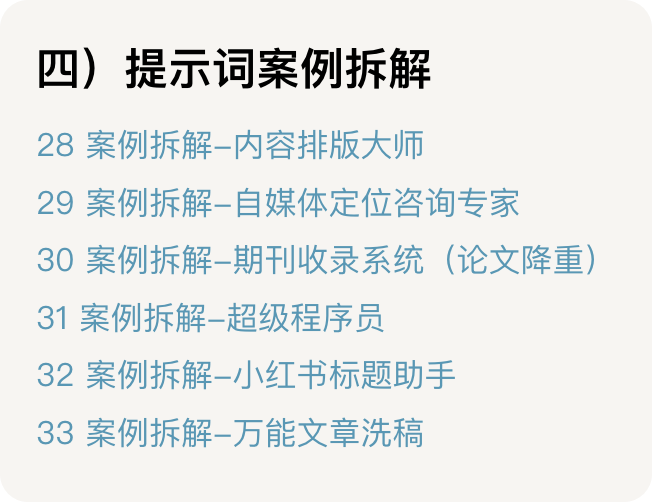 四）提示词案例拆解
28 案例拆解–内容排版大师
29 案例拆解–自媒体定位咨询专家
30 案例拆解–期刊收录系统（论文降重）
31 案例拆解–超级程序员
32 案例拆解–小红书标题助手
33 案例拆解–万能文章洗稿